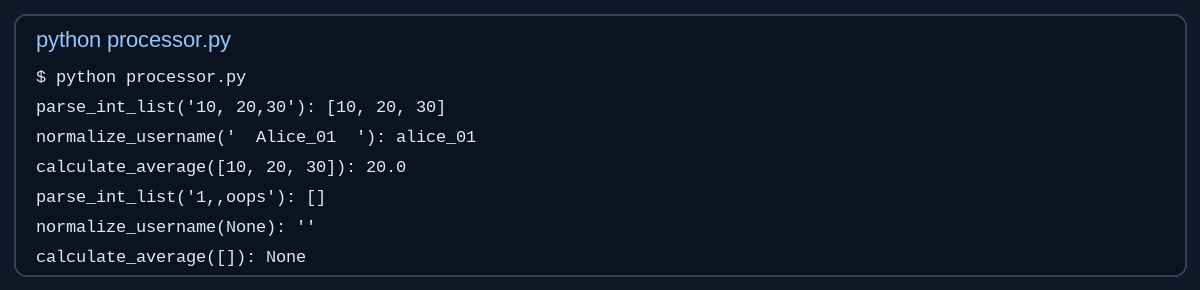 python processor.py
$ python processor.py
parse_int_list('10, 20,30'): [10, 20, 30]
normalize_username('  Alice_01  '): alice_01
calculate_average([10, 20, 30]): 20.0
parse_int_list('1,,oops'): []
normalize_username(None): ''
calculate_average([]): None